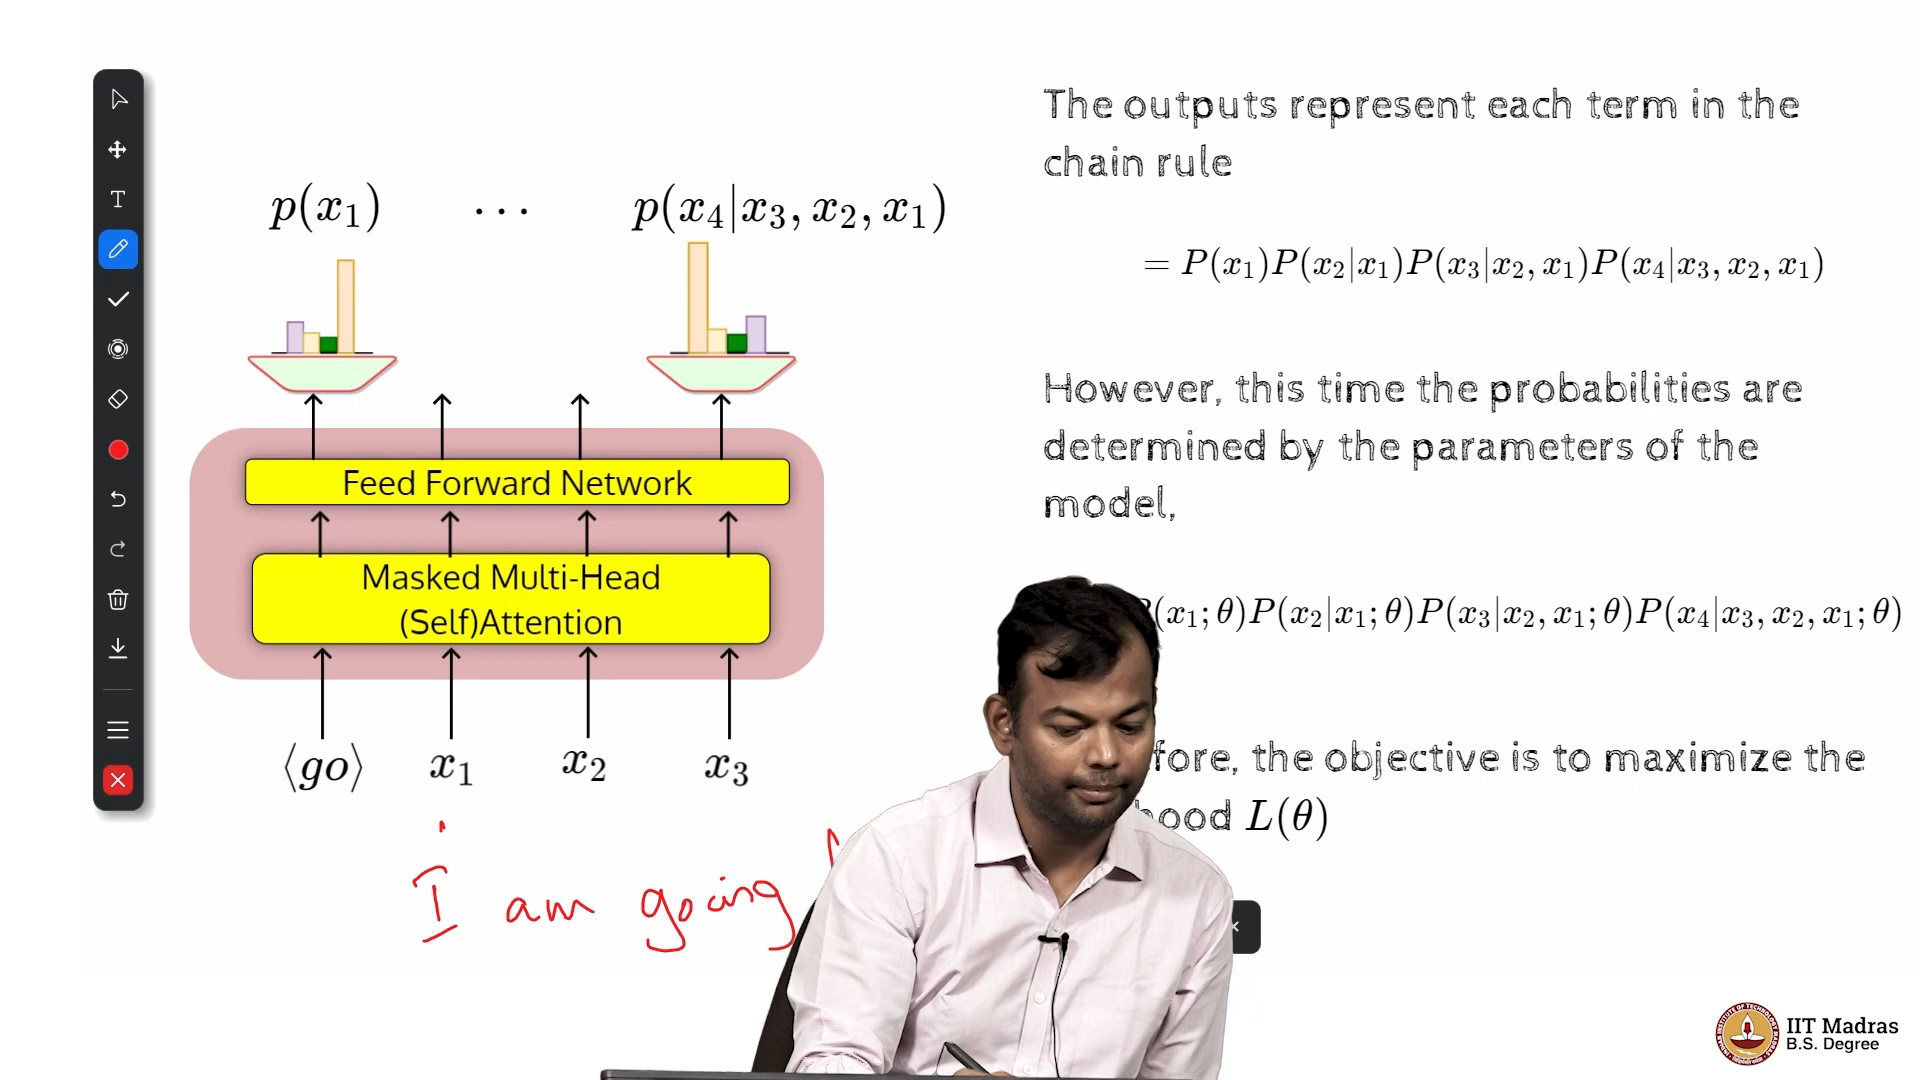 p(x₁) ... p(x₄|x₃, x₂, x₁)
Feed Forward Network
Masked Multi-Head
(Self)Attention
⟨go⟩ x₁ x₂ x₃
I am going
The outputs represent each term in the
chain rule
= P(x₁)P(x₂|x₁)P(x₃|x₂, x₁)P(x₄|x₃, x₂, x₁)
However, this time the probabilities are
determined by the parameters of the
model,
(x₁; θ)P(x₂|x₁; θ)P(x₃|x₂, x₁; θ)P(x₄|x₃, x₂, x₁; θ)
fore, the objective is to maximize the
ood L(θ)
T
IIT Madras
B.S. Degree